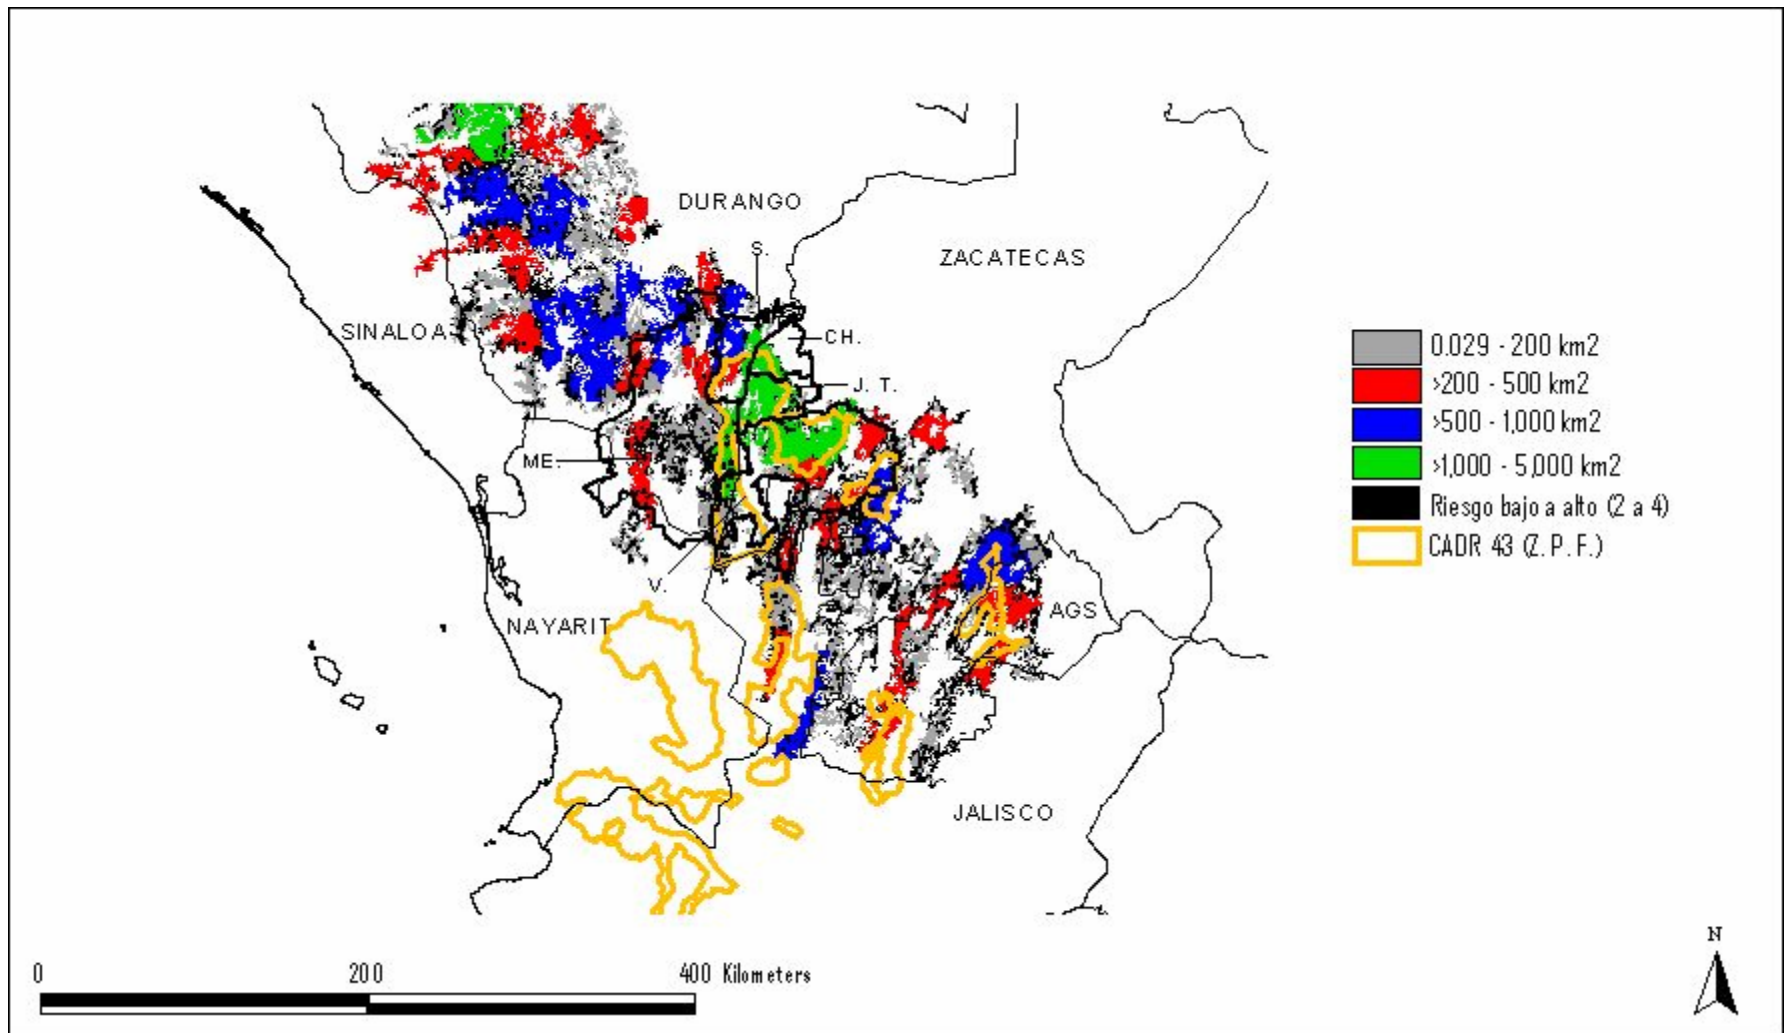 DURANGO
S.
ZACATECAS
SINALOA
CH.
J. T.
ME.
V.
NAYARIT
AGS
JALISCO
0.029 - 200 km2
>200 - 500 km2
>500 - 1,000 km2
>1,000 - 5,000 km2
Riesgo bajo a alto (2 a 4)
CADR 43 (Z. P. F.)
0 200 400 Kilometers
N